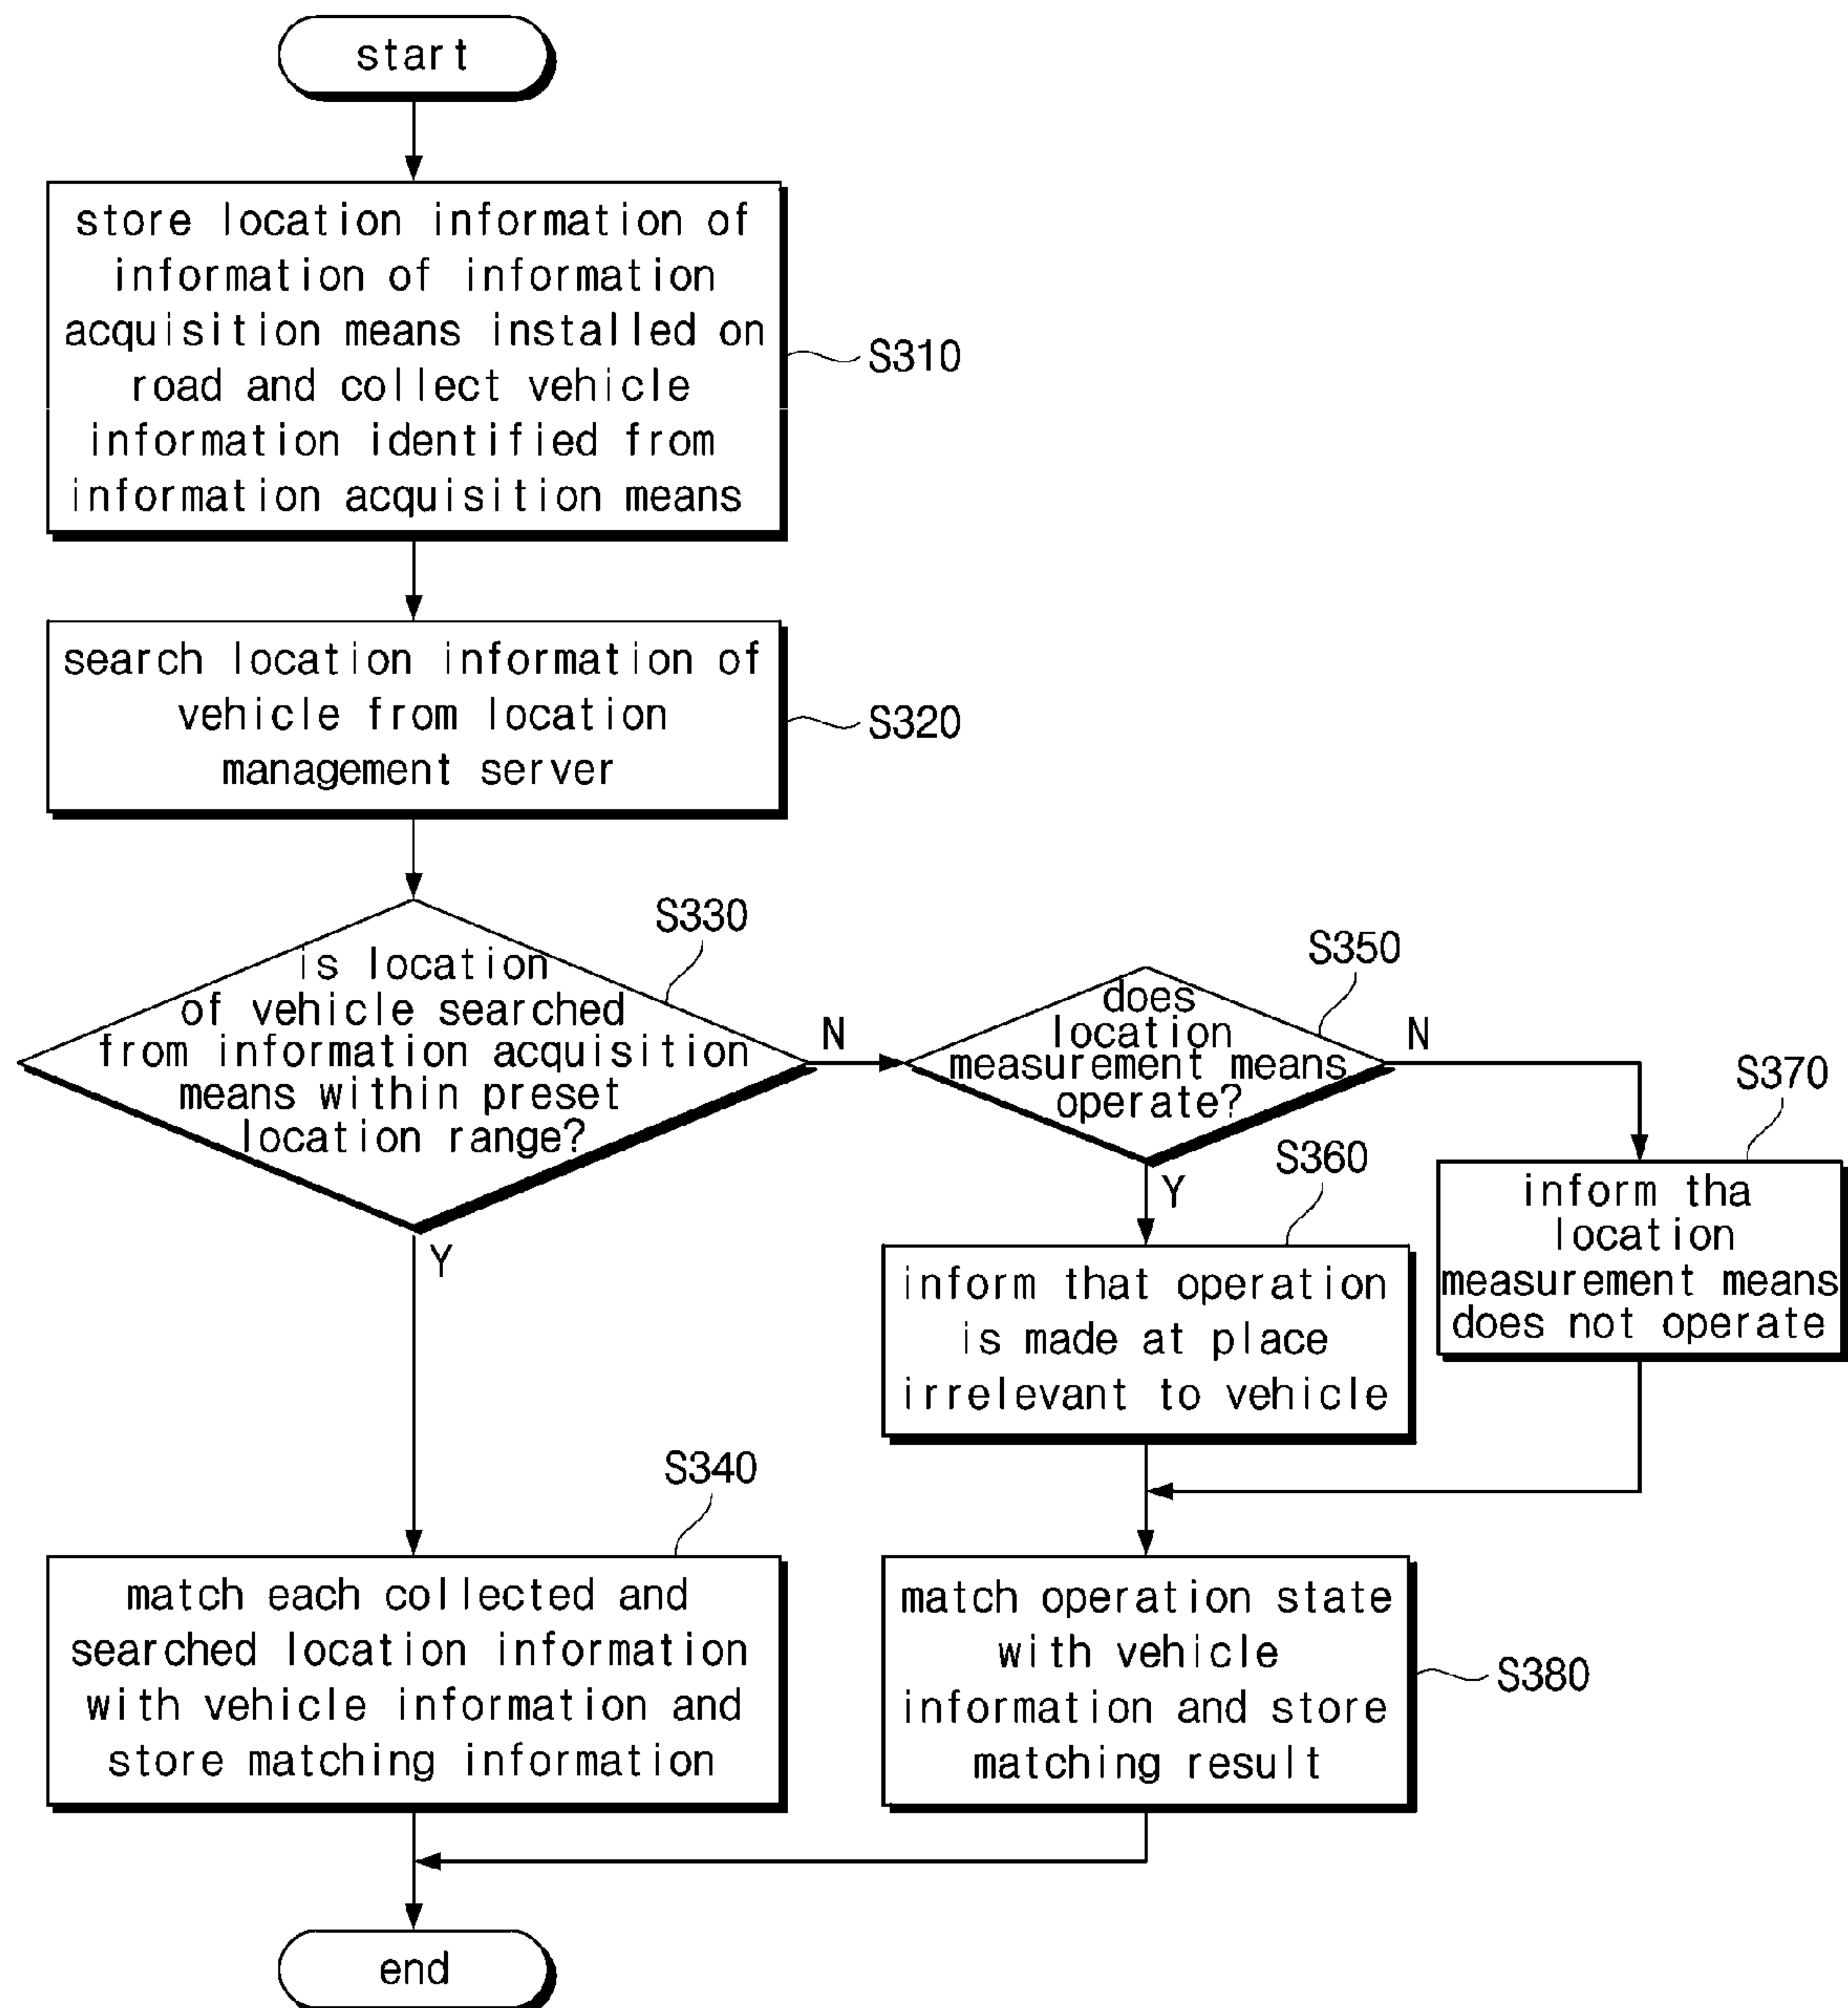 start
store location information of
information of information
acquisition means installed on
road and collect vehicle
information identified from
information acquisition means
S310
search location information of
vehicle from location
management server
S320
S330
is location
of vehicle searched
from information acquisition
means within preset
location range?
N
Y
S350
does
location
measurement means
operate?
N
Y
S370
inform tha
location
measurement means
does not operate
S360
inform that operation
is made at place
irrelevant to vehicle
S340
match each collected and
searched location information
with vehicle information and
store matching information
match operation state
with vehicle
information and store
matching result
S380
end